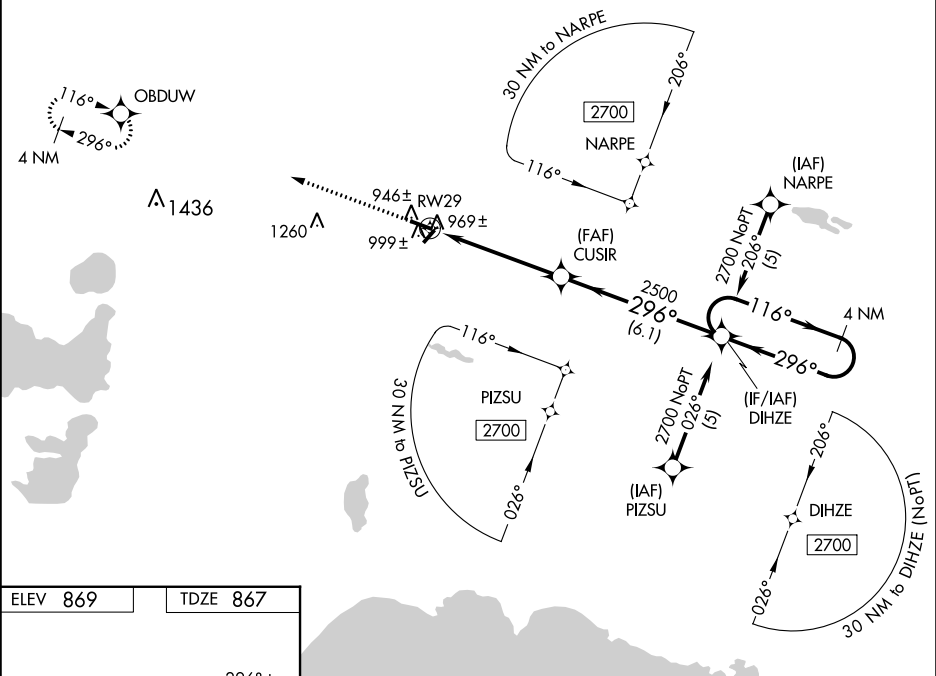 30 NM to NARPE
206°
2700
NARPE
116°
116°
OBDUW
296°
4 NM
1436
1260
946±
RW29
969±
999±
(FAF)
CUSIR
(IAF)
NARPE
2700 NoPT
206°
(5)
2500
296°
(6.1)
116°
4 NM
296°
(IF/IAF)
DIHZE
2700 NoPT
026°
(5)
(IAF)
PIZSU
116°
PIZSU
2700
30 NM to PIZSU
026°
206°
DIHZE
2700
026°
30 NM to DIHZE (NoPT)
ELEV 869
TDZE 867